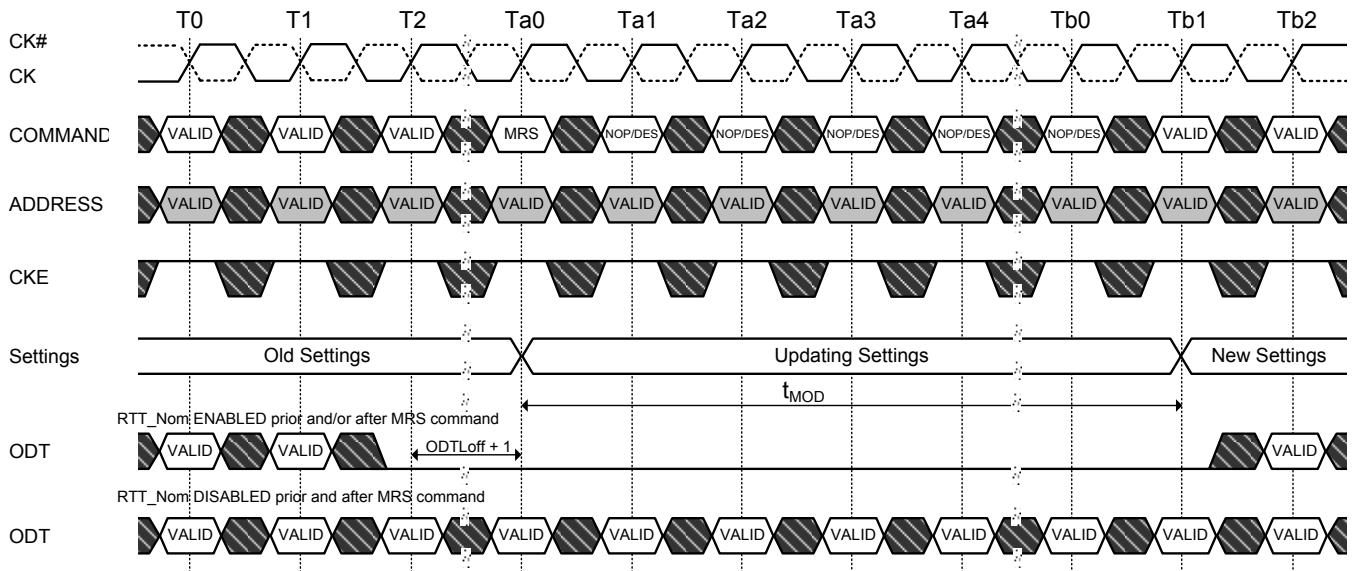 T0 T1 T2 Ta0 Ta1 Ta2 Ta3 Ta4 Tb0 Tb1 Tb2
CK#
CK
COMMAND VALID VALID VALID MRS NOP/DES NOP/DES NOP/DES NOP/DES NOP/DES VALID VALID
ADDRESS VALID VALID VALID VALID VALID VALID VALID VALID VALID VALID VALID
CKE
Settings Old Settings Updating Settings New Settings
tMOD
RTT_Nom ENABLED prior and/or after MRS command
ODT VALID VALID ODTLoff + 1 VALID
RTT_Nom DISABLED prior and after MRS command
ODT VALID VALID VALID VALID VALID VALID VALID VALID VALID VALID VALID